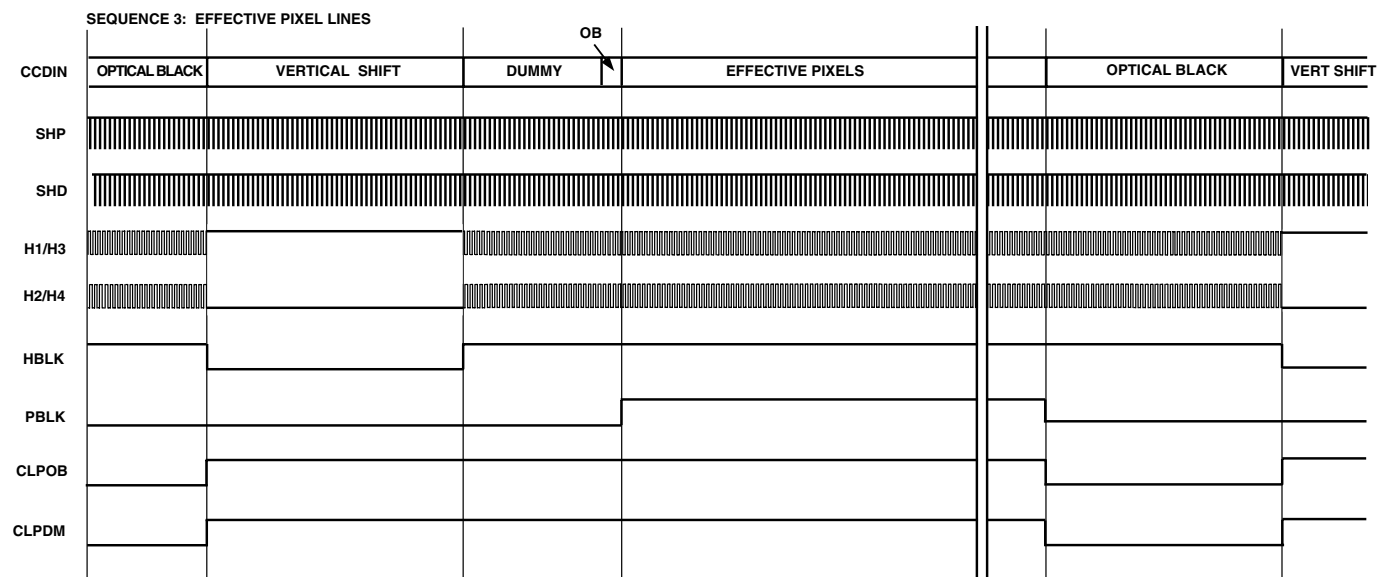 SEQUENCE 3: EFFECTIVE PIXEL LINES
OB
CCDIN OPTICAL BLACK VERTICAL SHIFT DUMMY EFFECTIVE PIXELS OPTICAL BLACK VERT SHIFT
SHP
SHD
H1/H3
H2/H4
HBLK
PBLK
CLPOB
CLPDM